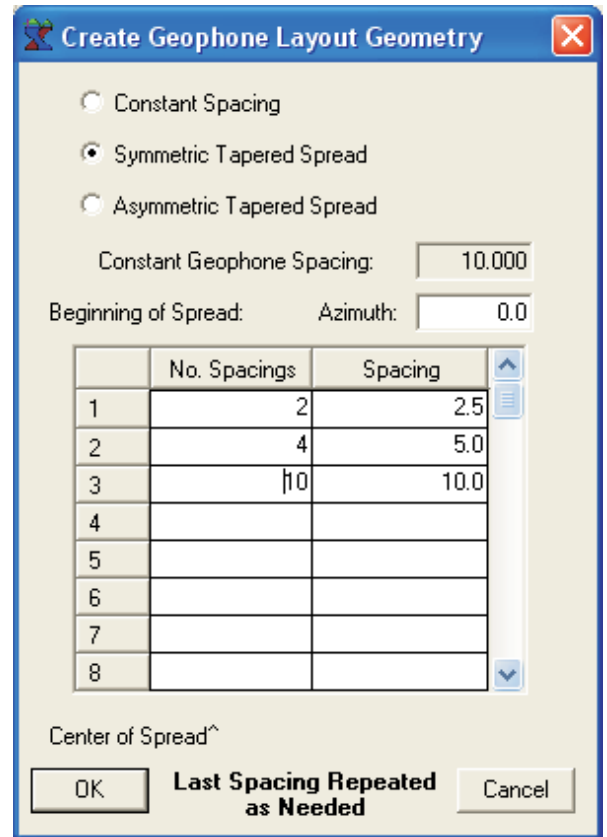 Create Geophone Layout Geometry
Constant Spacing
Symmetric Tapered Spread
Asymmetric Tapered Spread
Constant Geophone Spacing: 10.000
Beginning of Spread: Azimuth: 0.0
No. Spacings Spacing
1 2 2.5
2 4 5.0
3 10 10.0
4
5
6
7
8
Center of Spread^
OK Last Spacing Repeated Cancel
as Needed